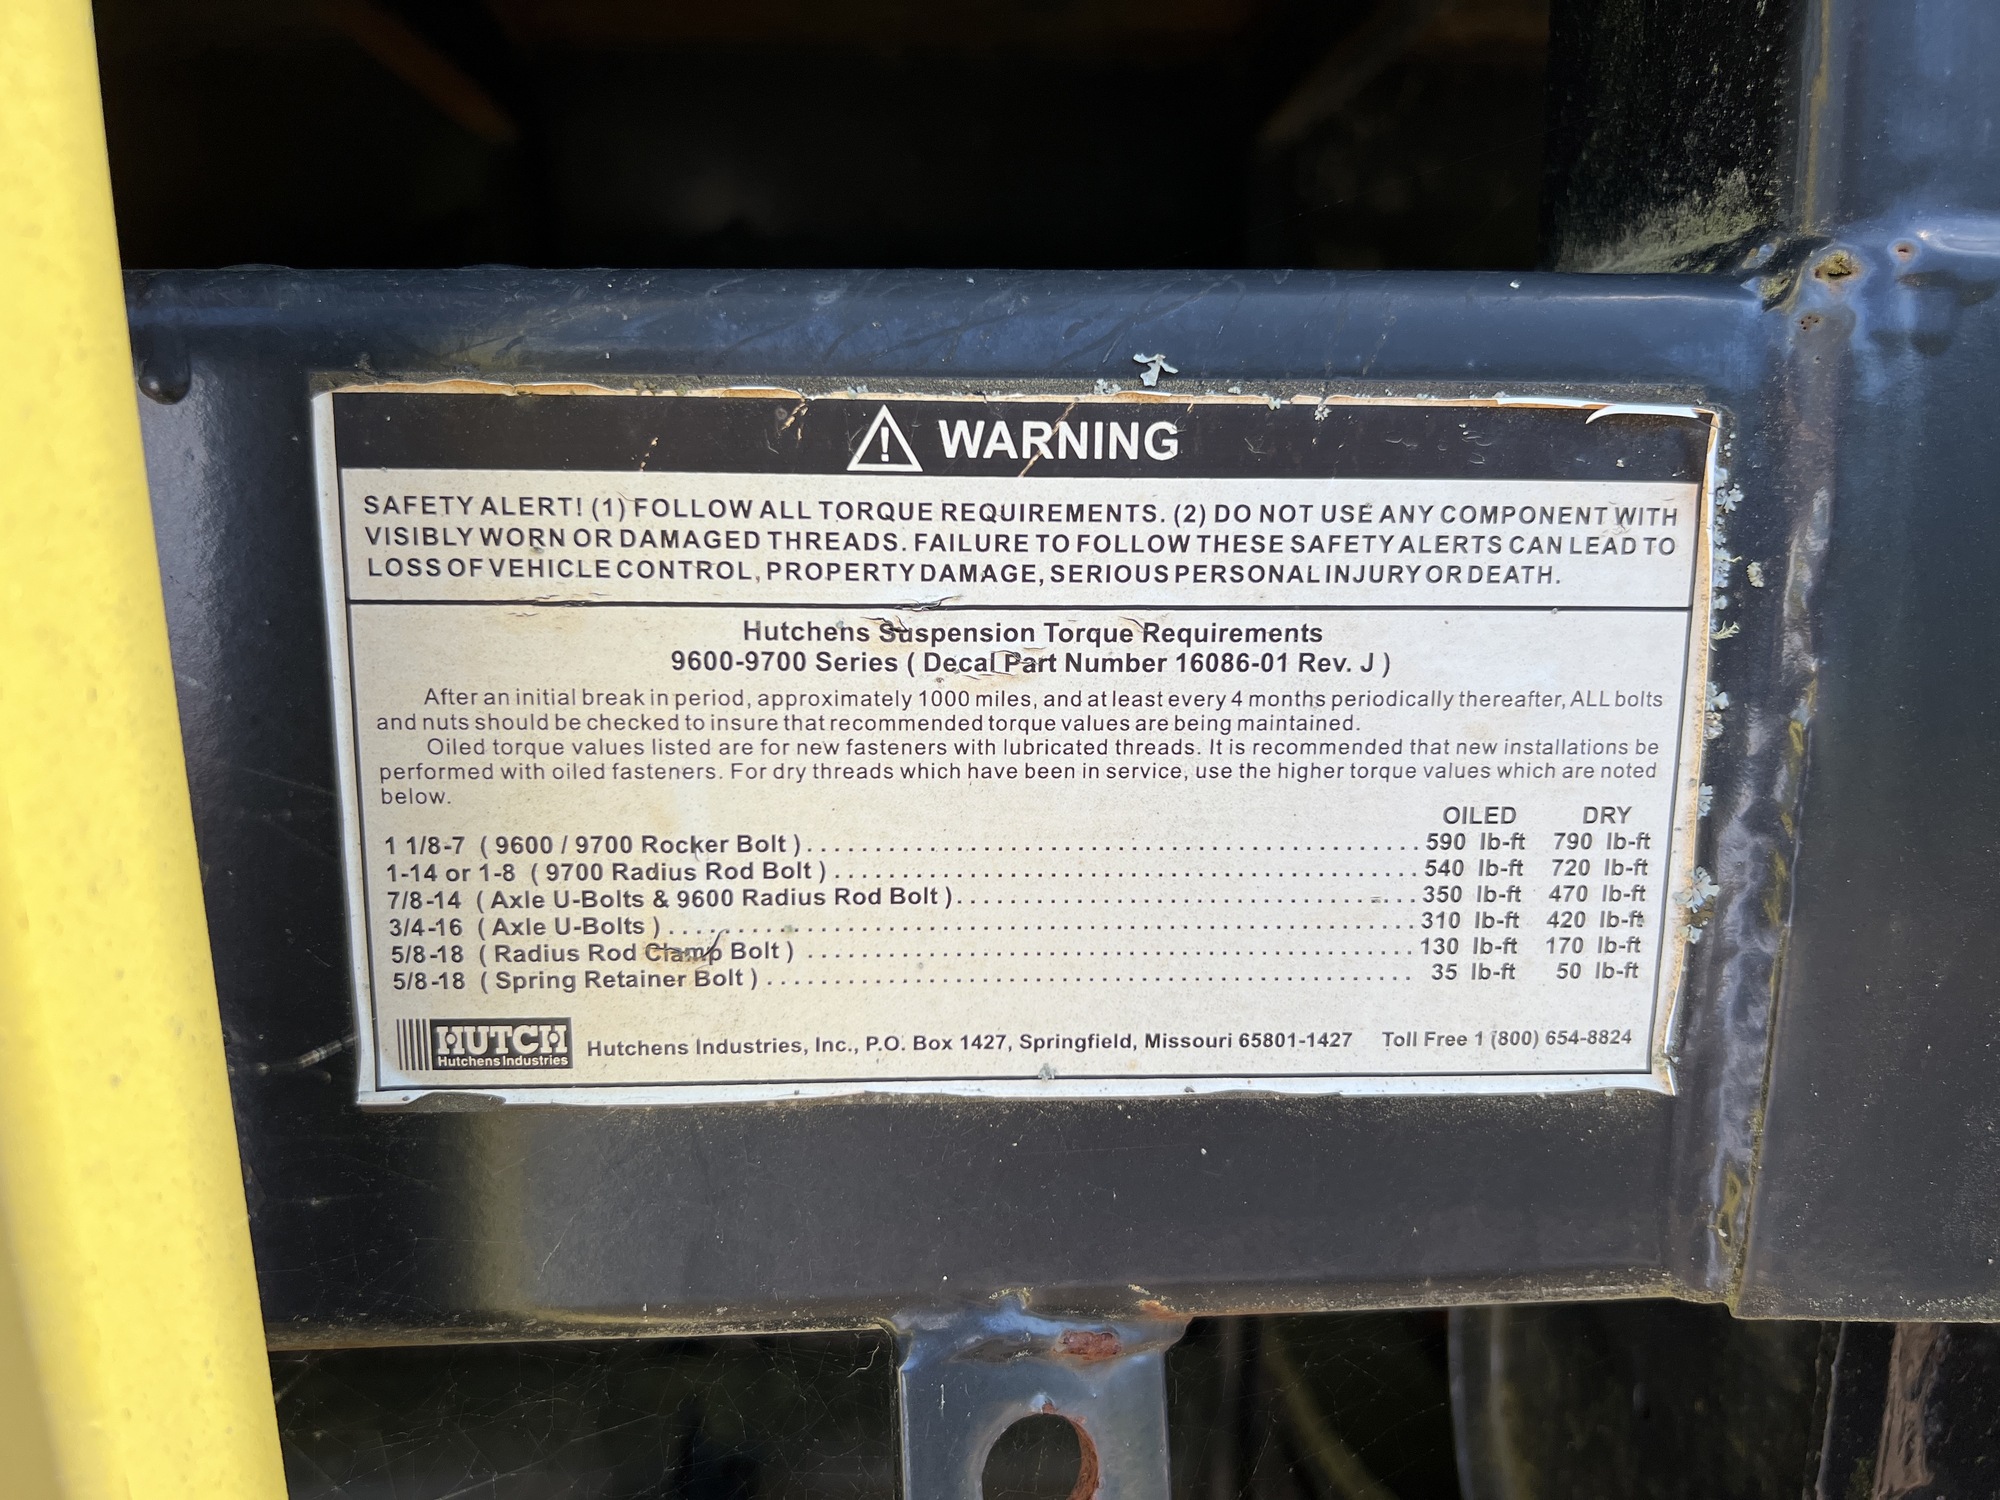 WARNING
SAFETY ALERT! (1) FOLLOW ALL TORQUE REQUIREMENTS. (2) DO NOT USE ANY COMPONENT WITH
VISIBLY WORN OR DAMAGED THREADS. FAILURE TO FOLLOW THESE SAFETY ALERTS CAN LEAD TO
LOSS OF VEHICLE CONTROL, PROPERTY DAMAGE, SERIOUS PERSONAL INJURY OR DEATH.
Hutchens Suspension Torque Requirements
9600-9700 Series ( Decal Part Number 16086-01 Rev. J )
After an initial break in period, approximately 1000 miles, and at least every 4 months periodically thereafter, ALL bolts
and nuts should be checked to insure that recommended torque values are being maintained.
Oiled torque values listed are for new fasteners with lubricated threads. It is recommended that new installations be
performed with oiled fasteners. For dry threads which have been in service, use the higher torque values which are noted
below.
OILED DRY
1 1/8-7 ( 9600 / 9700 Rocker Bolt ) 590 lb-ft 790 lb-ft
1-14 or 1-8 ( 9700 Radius Rod Bolt ) 540 lb-ft 720 lb-ft
7/8-14 ( Axle U-Bolts & 9600 Radius Rod Bolt ) 350 lb-ft 470 lb-ft
3/4-16 ( Axle U-Bolts ) 310 lb-ft 420 lb-ft
5/8-18 ( Radius Rod Clamp Bolt ) 130 lb-ft 170 lb-ft
5/8-18 ( Spring Retainer Bolt ) 35 lb-ft 50 lb-ft
HUTCH
Hutchens Industries
Hutchens Industries, Inc., P.O. Box 1427, Springfield, Missouri 65801-1427 Toll Free 1 (800) 654-8824